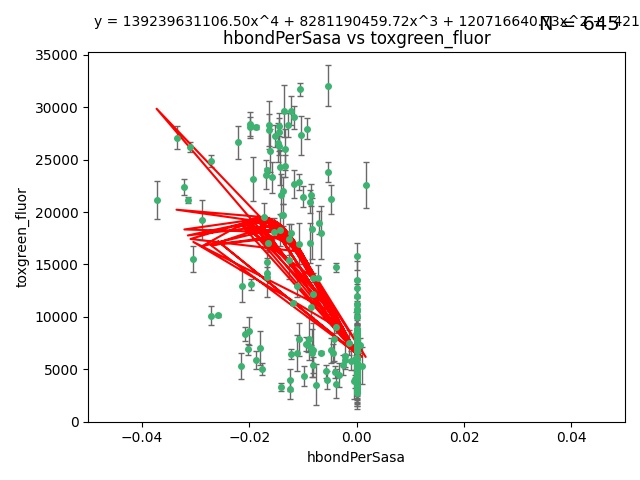 y = 139239631106.50x^4 + 8281190459.72x^3 + 120716640.
N = 645
hbondPerSasa vs toxgreen_fluor
35000
30000
25000
20000
15000
10000
5000
0
toxgreen_fluor
−0.04
−0.02
0.00
0.02
0.04
hbondPerSasa